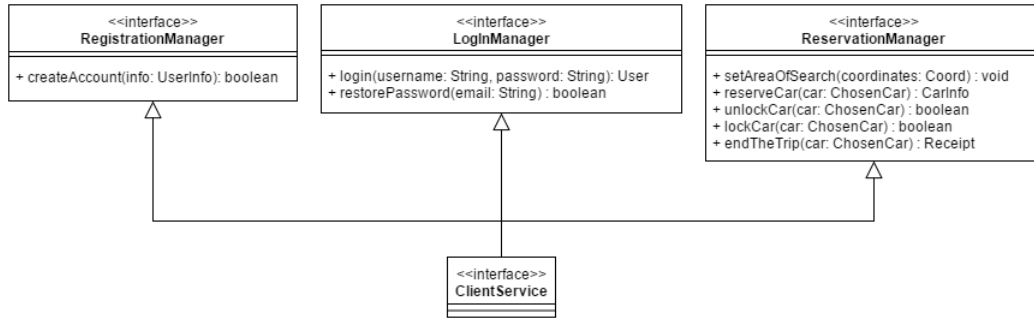 <<interface>>
RegistrationManager
+ createAccount(info: UserInfo): boolean
<<interface>>
LogInManager
+ login(username: String, password: String): User
+ restorePassword(email: String) : boolean
<<interface>>
ReservationManager
+ setAreaOfSearch(coordinates: Coord) : void
+ reserveCar(car: ChosenCar) : CarInfo
+ unlockCar(car: ChosenCar) : boolean
+ lockCar(car: ChosenCar) : boolean
+ endTheTrip(car: ChosenCar) : Receipt
<<interface>>
ClientService